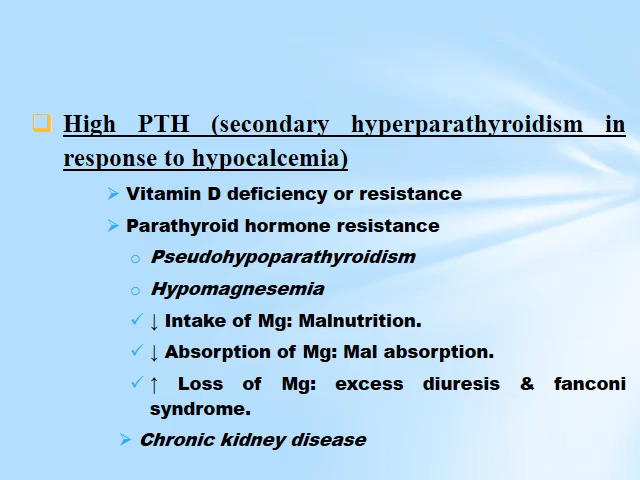 High PTH (secondary hyperparathyroidism in
response to hypocalcemia)
Vitamin D deficiency or resistance
Parathyroid hormone resistance
Pseudohypoparathyroidism
Hypomagnesemia
↓ Intake of Mg: Malnutrition.
↓ Absorption of Mg: Mal absorption.
↑ Loss of Mg: excess diuresis & fanconi
syndrome.
Chronic kidney disease